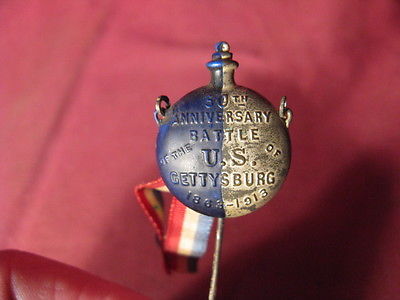 50TH
ANNIVERSARY
BATTLE
OF THE U.S. OF
GETTYSBURG
1863-1913